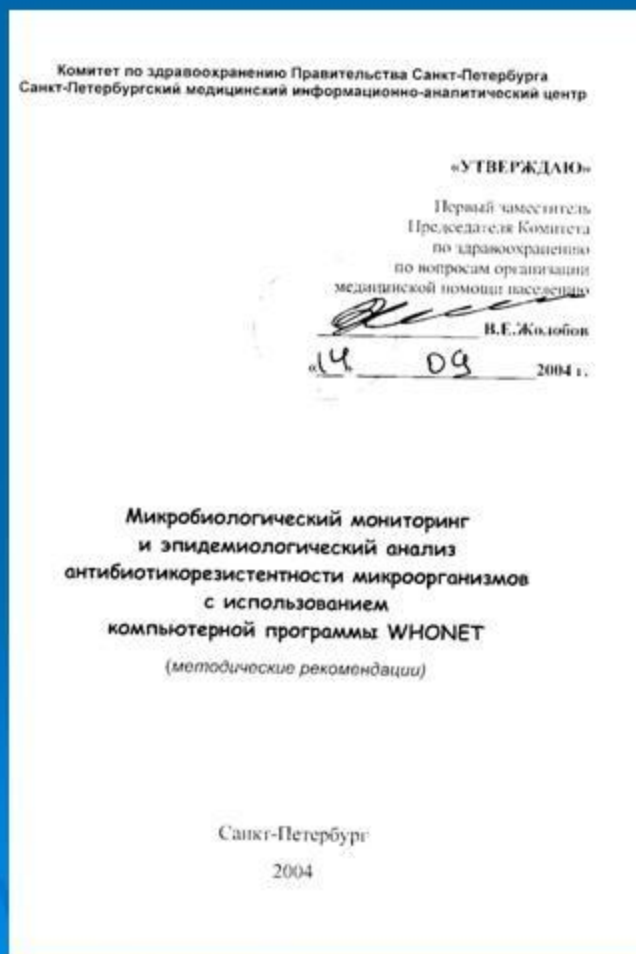 Комитет по здравоохранению Правительства Санкт-Петербурга
Санкт-Петербургский медицинский информационно-аналитический центр
«УТВЕРЖДАЮ»
Первый заместитель
Председателя Комитета
по здравоохранению
по вопросам организации
медицинской помощи населению
В.Е.Жолобов
«14» 09 2004 г.
Микробиологический мониторинг
и эпидемиологический анализ
антибиотикорезистентности микроорганизмов
с использованием
компьютерной программы WHONET
(методические рекомендации)
Санкт-Петербург
2004